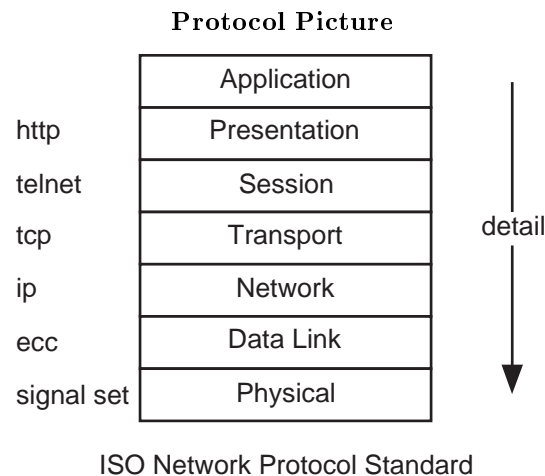 Protocol Picture
Application
http Presentation
telnet Session
tcp Transport
detail
ip Network
ecc Data Link
signal set Physical
ISO Network Protocol Standard